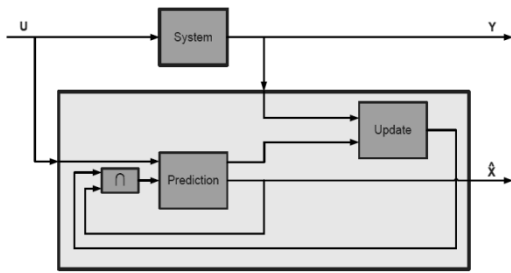 U
Y
System
Update
∩
Prediction
X̂